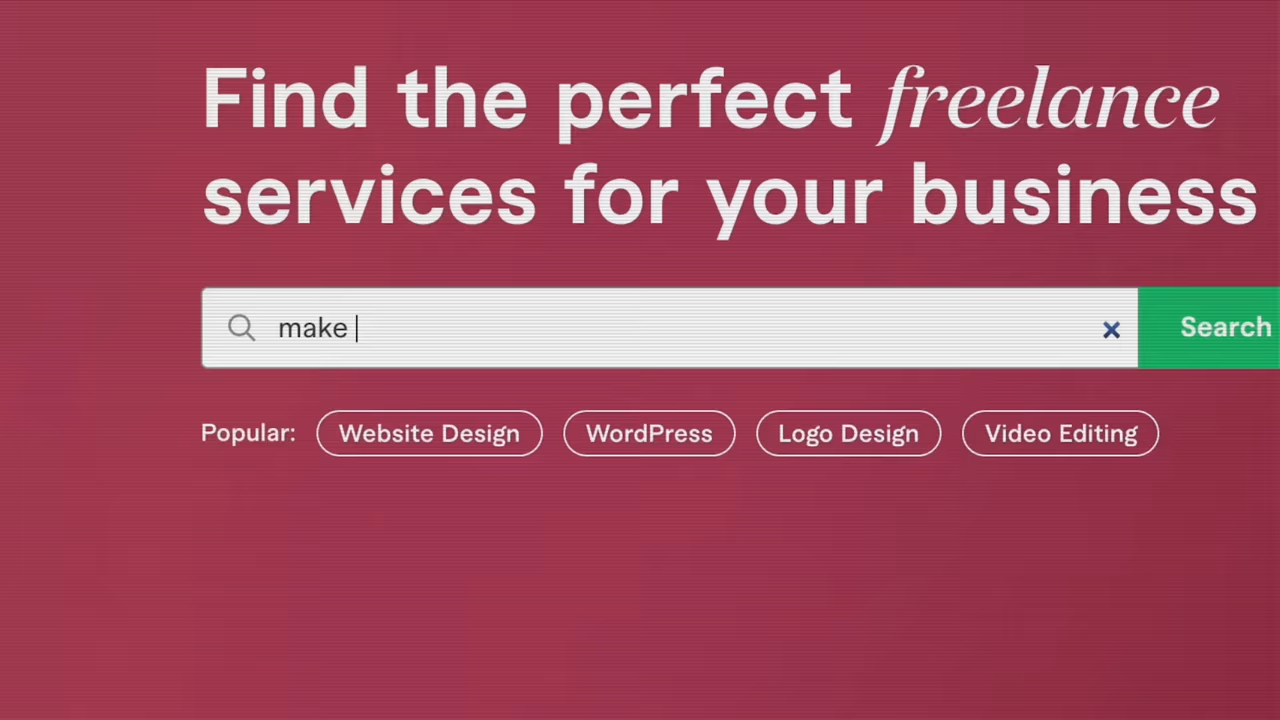 Find the perfect freelance
services for your business
make
Search
Popular:
Website Design
WordPress
Logo Design
Video Editing